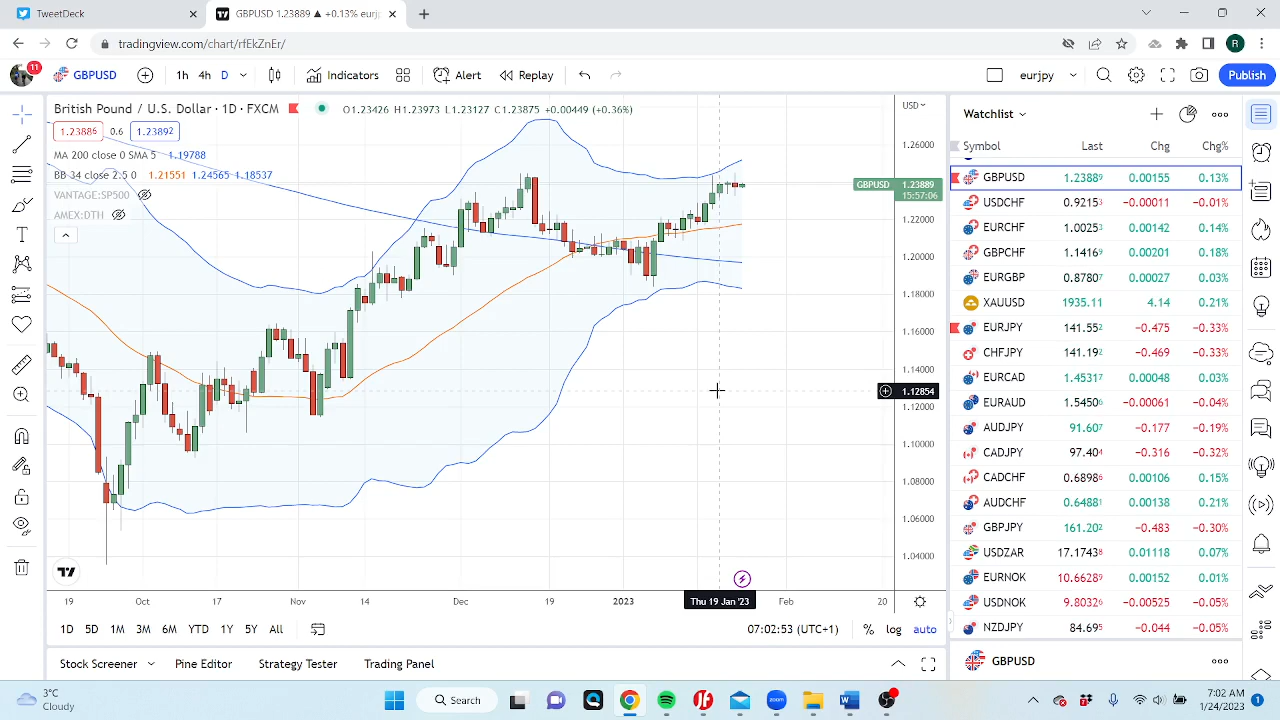 TweetDeck
GBPUSD 1.23889 ▲ +0.13% eurj
tradingview.com/chart/rfEkZnEr/
11 GBPUSD 1h 4h D Indicators Alert Replay eurjpy Publish
British Pound / U.S. Dollar · 1D · FXCM O1.23426 H1.23973 L1.23127 C1.23875 +0.00449 (+0.36%)
1.23886 0.6 1.23892
MA 200 close 0 SMA 5 1.19788
BB 34 close 2.5 0 1.21551 1.24565 1.18537
VANTAGE:SP500
AMEX:DTH
USD
1.26000
GBPUSD 1.23889
15:57:06
1.22000
1.20000
1.18000
1.16000
1.14000
1.12854
1.12000
1.10000
1.08000
1.06000
1.04000
19 Oct 17 Nov 14 Dec 19 2023 Thu 19 Jan '23 Feb 20
1D 5D 1M 3M 6M YTD 1Y 5Y All 07:02:53 (UTC+1) % log auto
Stock Screener Pine Editor Strategy Tester Trading Panel
Watchlist
Symbol Last Chg Chg%
GBPUSD 1.23889 0.00155 0.13%
USDCHF 0.92153 −0.00011 −0.01%
EURCHF 1.00253 0.00142 0.14%
GBPCHF 1.14169 0.00201 0.18%
EURGBP 0.87807 0.00027 0.03%
XAUUSD 1935.11 4.14 0.21%
EURJPY 141.552 −0.475 −0.33%
CHFJPY 141.192 −0.469 −0.33%
EURCAD 1.45317 0.00048 0.03%
EURAUD 1.54506 −0.00061 −0.04%
AUDJPY 91.607 −0.177 −0.19%
CADJPY 97.404 −0.316 −0.32%
CADCHF 0.68986 0.00106 0.15%
AUDCHF 0.64881 0.00138 0.21%
GBPJPY 161.202 −0.483 −0.30%
USDZAR 17.17438 0.01118 0.07%
EURNOK 10.66289 0.00152 0.01%
USDNOK 9.80326 −0.00525 −0.05%
NZDJPY 84.695 −0.044 −0.05%
GBPUSD
3°C
Cloudy
Search
7:02 AM
1/24/2023
1